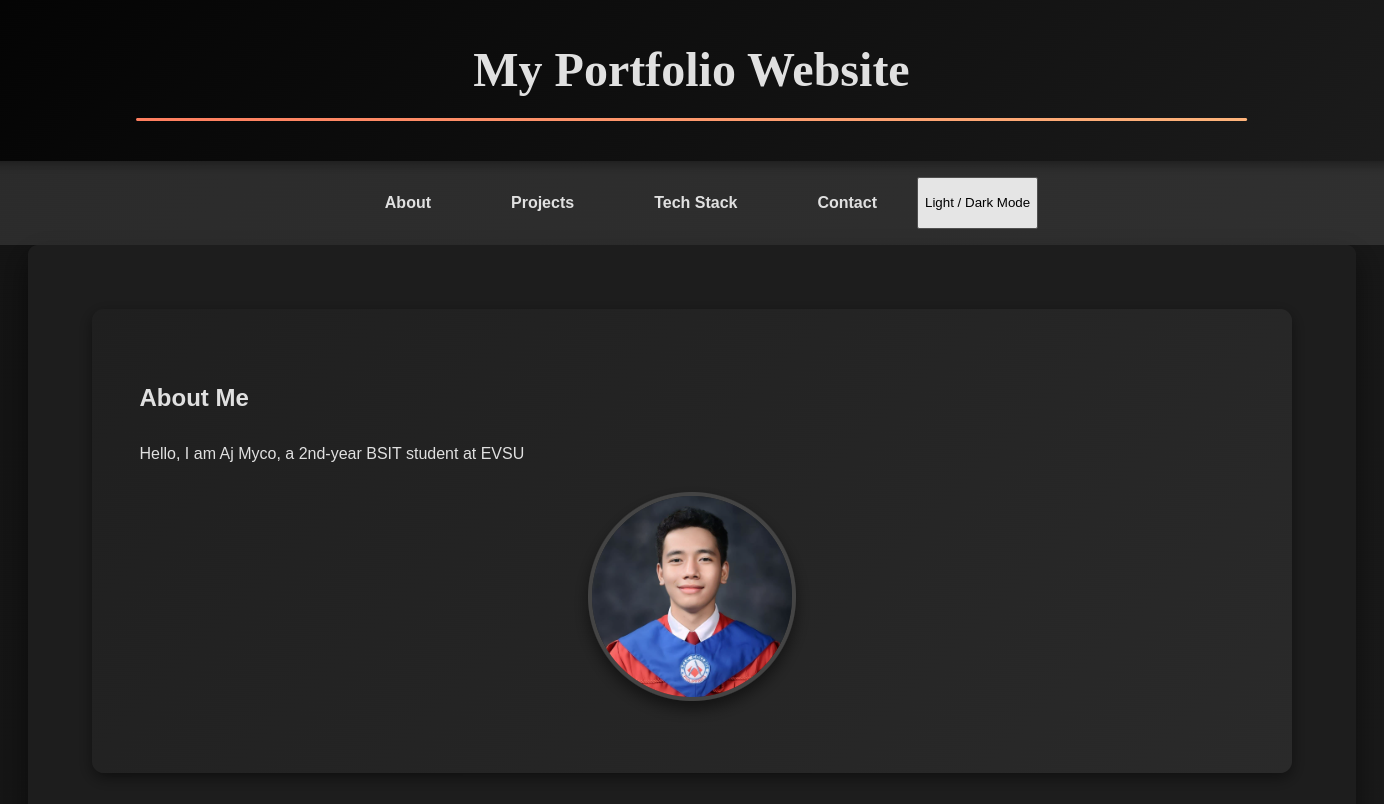 My Portfolio Website
About Projects Tech Stack Contact Light / Dark Mode
About Me
Hello, I am Aj Myco, a 2nd-year BSIT student at EVSU